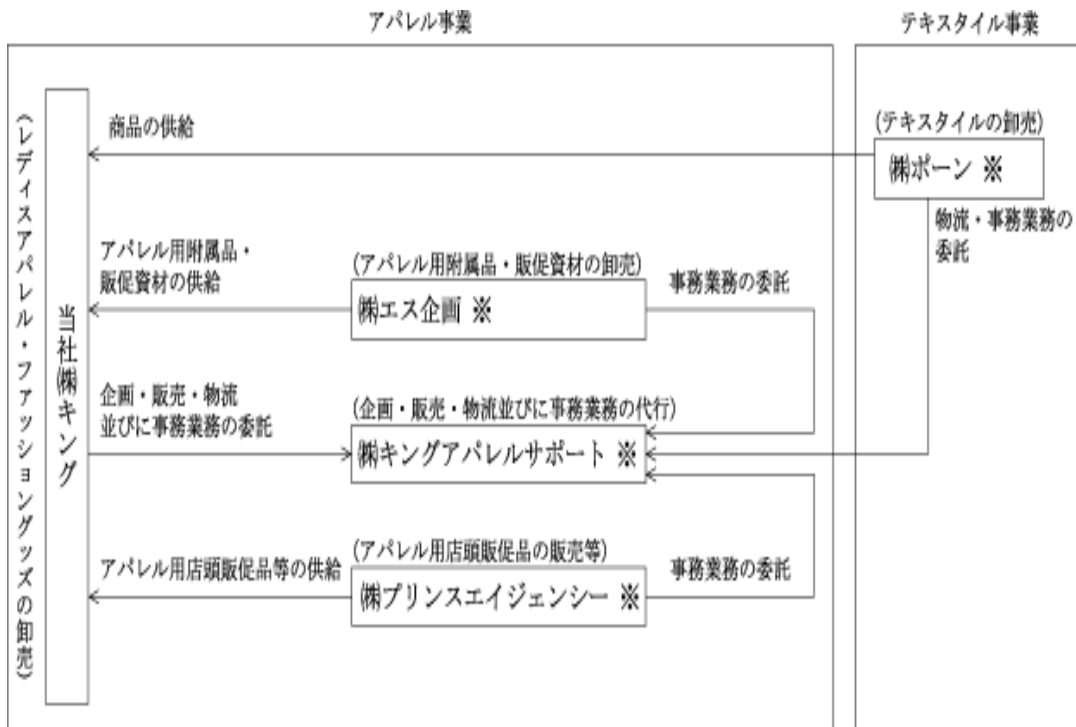 アパレル事業
テキスタイル事業
(レディスアパレル・ファッショングッズの卸売)
当社㈱キング
商品の供給
(テキスタイルの卸売)
㈱ポーン ※
物流・事務業務の
委託
アパレル用附属品・
販促資材の供給
(アパレル用附属品・販促資材の卸売)
㈱エス企画 ※
事務業務の委託
企画・販売・物流
並びに事務業務の委託
(企画・販売・物流並びに事務業務の代行)
㈱キングアパレルサポート ※
アパレル用店頭販促品等の供給
(アパレル用店頭販促品の販売等)
㈱プリンスエイジェンシー ※
事務業務の委託